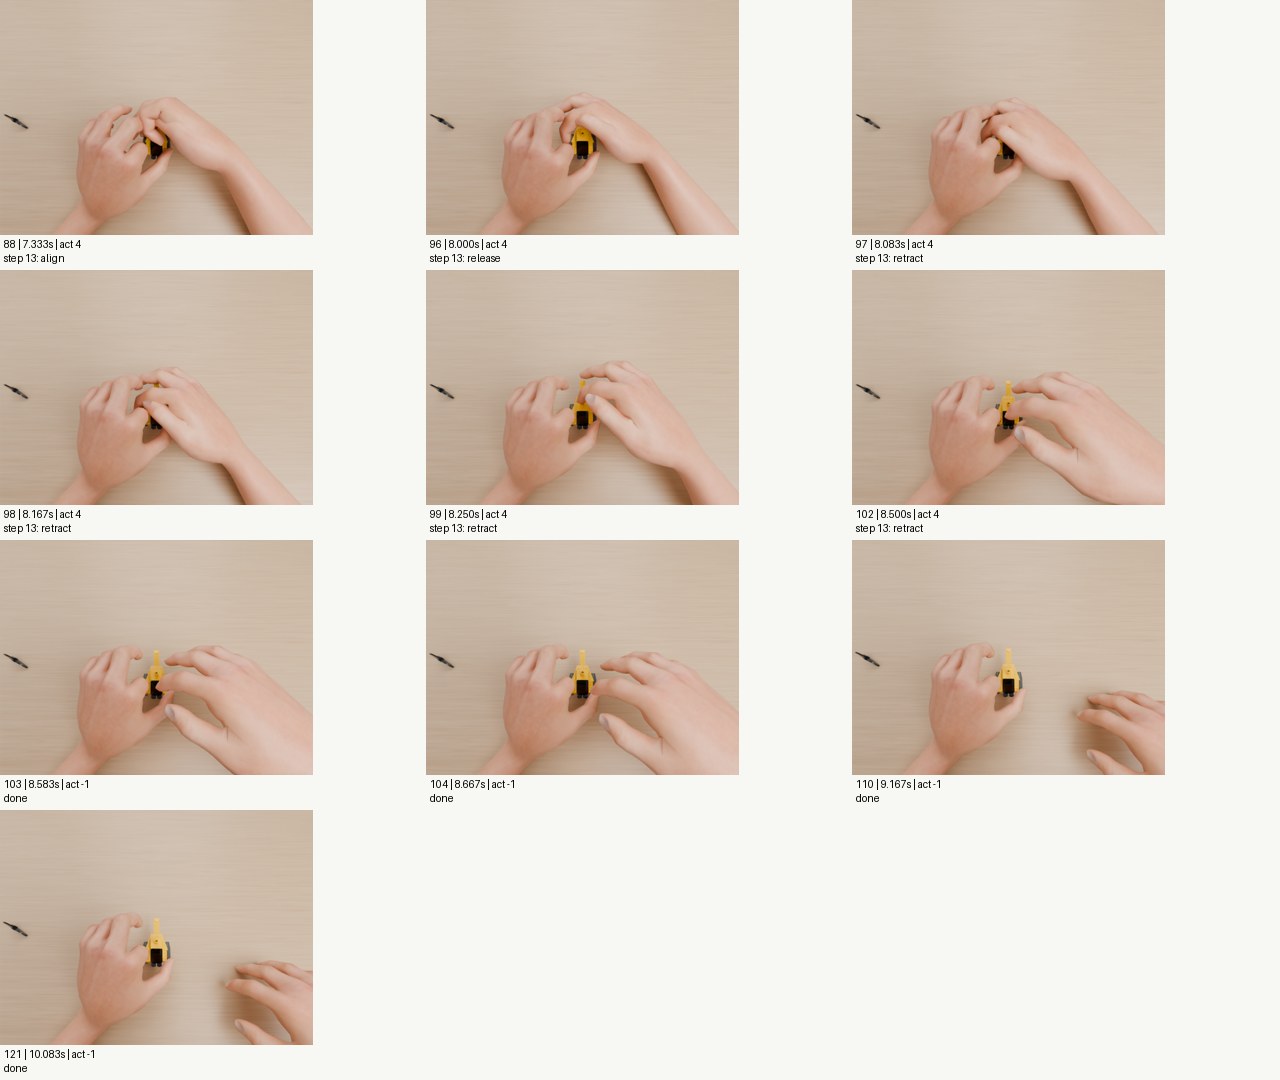 88 | 7.333s | act 4
step 13: align
96 | 8.000s | act 4
step 13: release
97 | 8.083s | act 4
step 13: retract
98 | 8.167s | act 4
step 13: retract
99 | 8.250s | act 4
step 13: retract
102 | 8.500s | act 4
step 13: retract
103 | 8.583s | act -1
done
104 | 8.667s | act -1
done
110 | 9.167s | act -1
done
121 | 10.083s | act -1
done